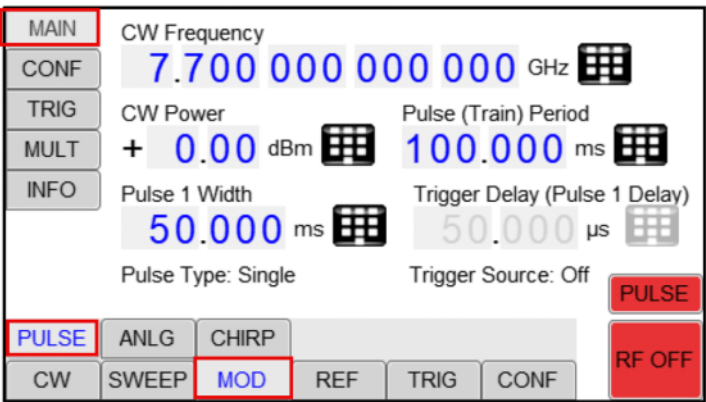 MAIN
CONF
TRIG
MULT
INFO
CW Frequency
7.700 000 000 000 GHz
CW Power
+ 0.00 dBm
Pulse (Train) Period
100.000 ms
Pulse 1 Width
50.000 ms
Trigger Delay (Pulse 1 Delay)
50.000 µs
Pulse Type: Single
Trigger Source: Off
PULSE
RF OFF
PULSE ANLG CHIRP
CW SWEEP MOD REF TRIG CONF